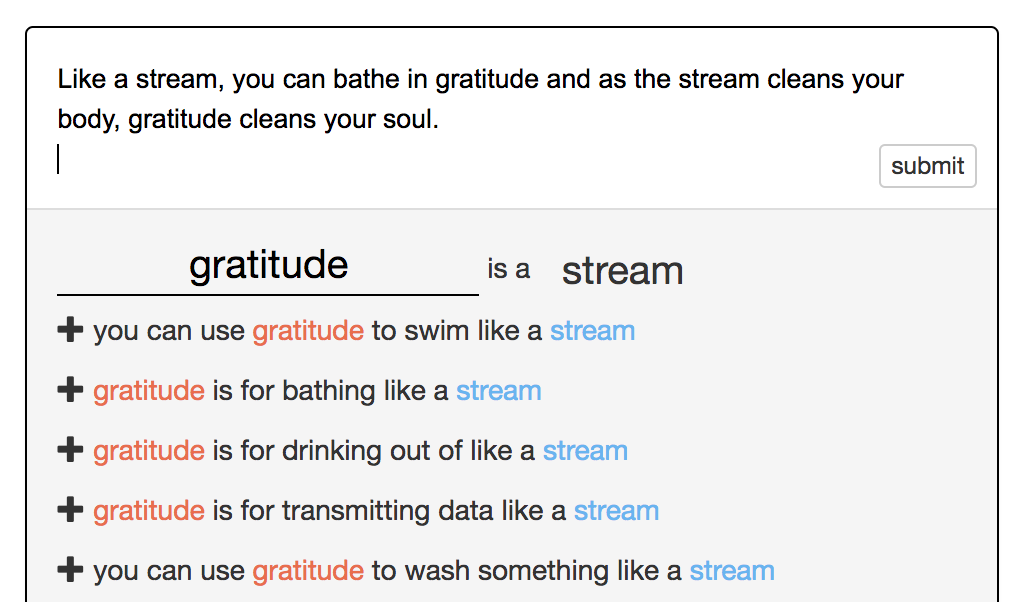 Like a stream, you can bathe in gratitude and as the stream cleans your
body, gratitude cleans your soul.
submit
gratitude is a stream
you can use gratitude to swim like a stream
gratitude is for bathing like a stream
gratitude is for drinking out of like a stream
gratitude is for transmitting data like a stream
you can use gratitude to wash something like a stream